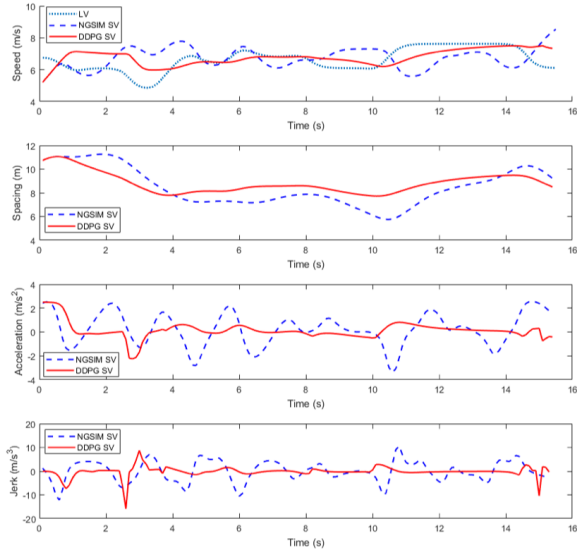 8
LV
NGSIM SV
DDPG SV
6
4
Speed (m/s)
0 2 4 6 8 10 12 14 16
Time (s)
12
10
8
6
4
Spacing (m)
NGSIM SV
DDPG SV
0 2 4 6 8 10 12 14 16
Time (s)
4
2
0
-2
-4
Acceleration (m/s²)
NGSIM SV
DDPG SV
0 2 4 6 8 10 12 14 16
Time (s)
20
10
0
-10
-20
Jerk (m/s³)
NGSIM SV
DDPG SV
0 2 4 6 8 10 12 14 16
Time (s)